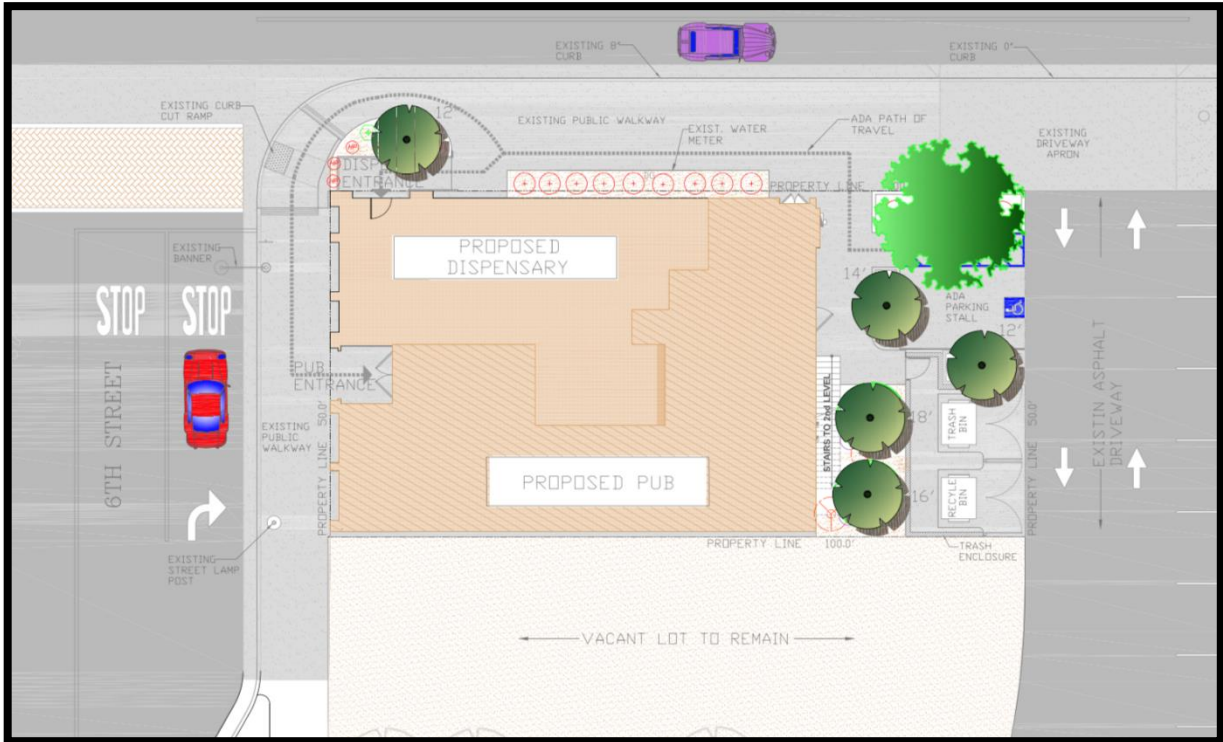 EXISTING 8"
CURB
EXISTING 0"
CURB
EXISTING CURB
CUT RAMP
12'
EXISTING PUBLIC WALKWAY
EXIST. WATER
METER
ADA PATH OF
TRAVEL
EXISTING
DRIVEWAY
APRON
ENTRANCE
PROPERTY LINE
PROPOSED
DISPENSARY
EXISTING
BANNER
STOP
STOP
14'
ADA
PARKING
STALL
12'
PUB
ENTRANCE
6TH STREET
EXISTING
PUBLIC
WALKWAY
PROPERTY LINE 50.0'
STAIRS TO 2nd LEVEL
18'
TRASH
BIN
PROPERTY LINE 50.0'
EXISTIN ASPHALT
DRIVEWAY
PROPOSED PUB
16'
RECYLE
BIN
PROPERTY LINE 100.0'
TRASH
ENCLOSURE
EXISTING
STREET LAMP
POST
VACANT LOT TO REMAIN